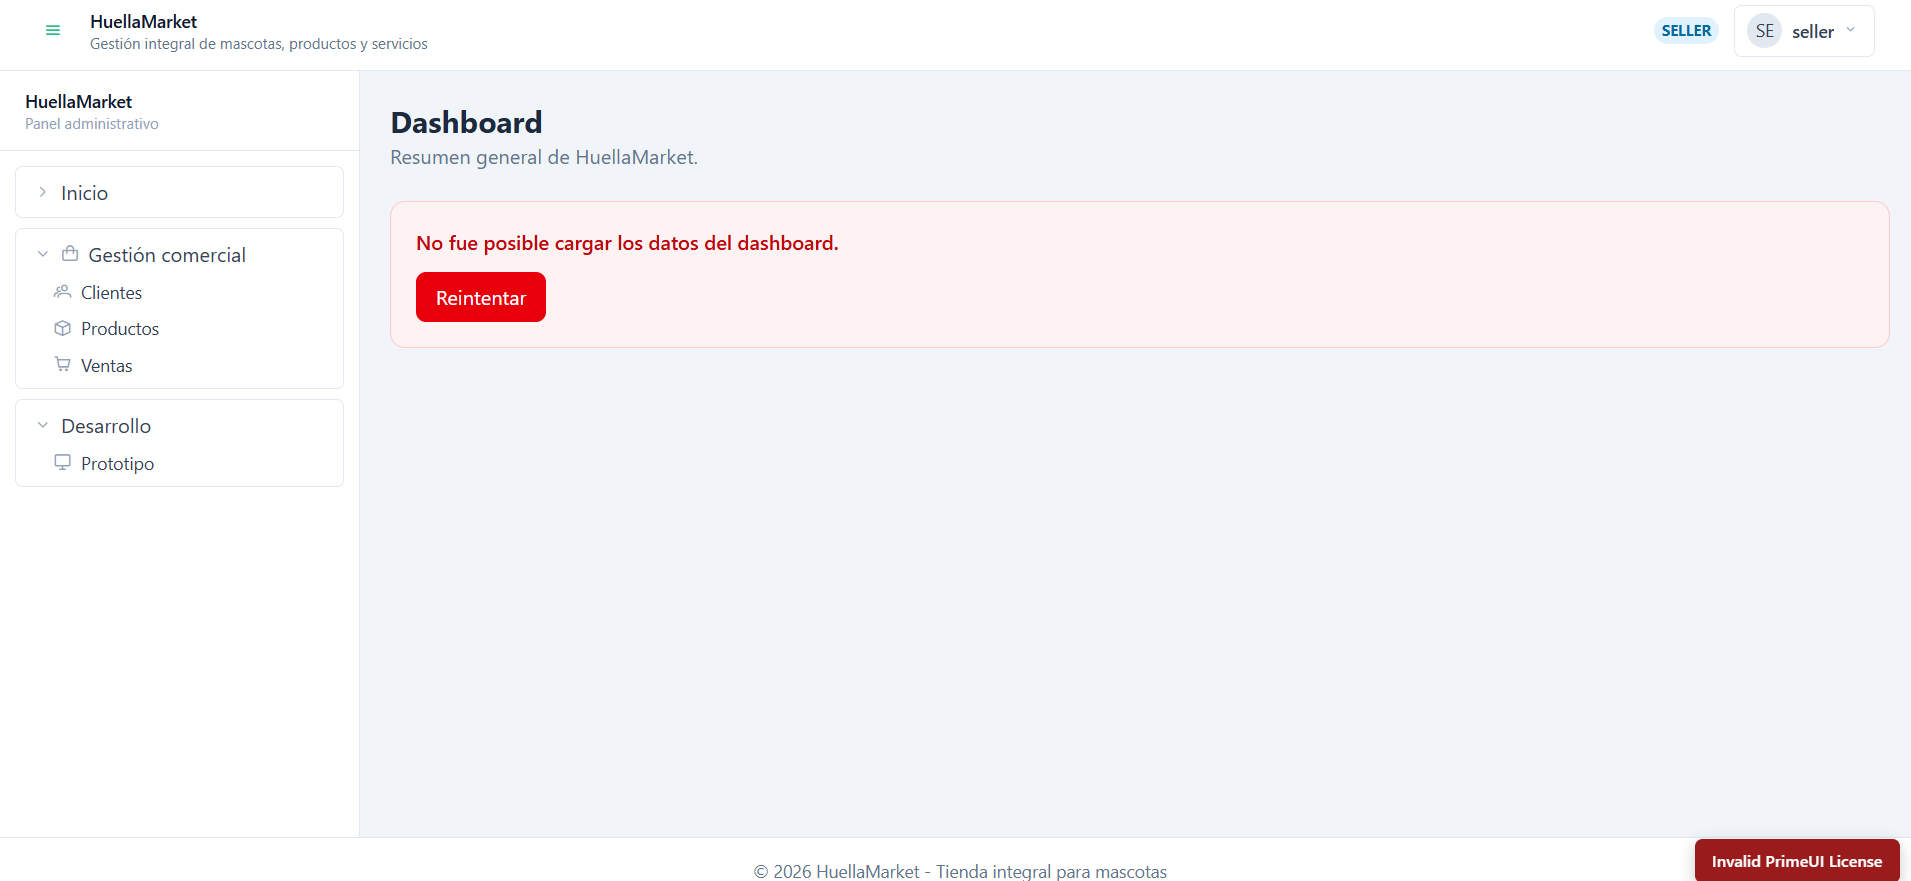 HuellaMarket
Gestión integral de mascotas, productos y servicios
SELLER
SE
seller
HuellaMarket
Panel administrativo
Inicio
Gestión comercial
Clientes
Productos
Ventas
Desarrollo
Prototipo
Dashboard
Resumen general de HuellaMarket.
No fue posible cargar los datos del dashboard.
Reintentar
© 2026 HuellaMarket - Tienda integral para mascotas
Invalid PrimeUI License